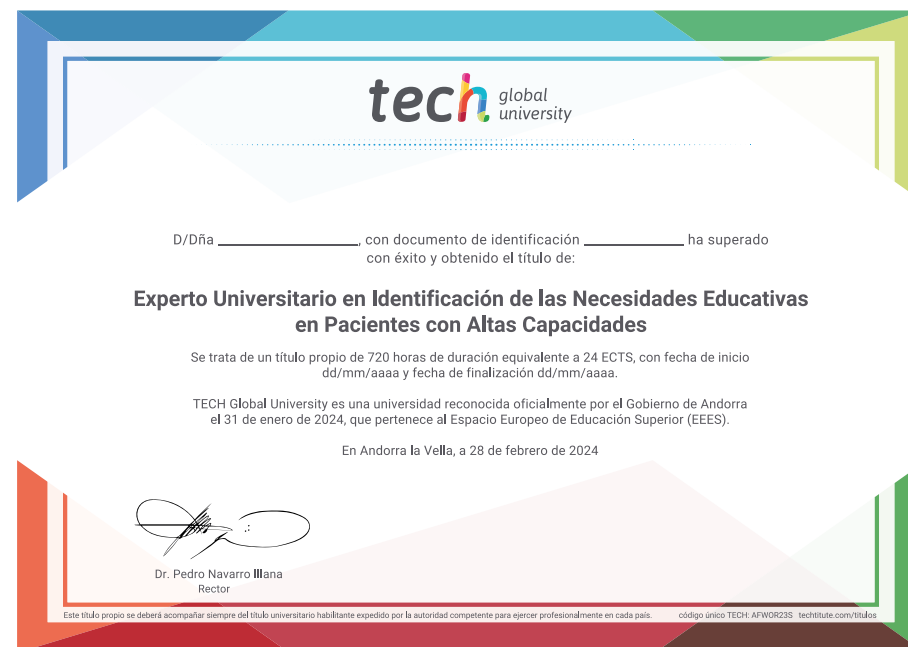 tech global university
D/Dña ____________________, con documento de identificación ______________ ha superado
con éxito y obtenido el título de:
Experto Universitario en Identificación de las Necesidades Educativas
en Pacientes con Altas Capacidades
Se trata de un título propio de 720 horas de duración equivalente a 24 ECTS, con fecha de inicio
dd/mm/aaaa y fecha de finalización dd/mm/aaaa.
TECH Global University es una universidad reconocida oficialmente por el Gobierno de Andorra
el 31 de enero de 2024, que pertenece al Espacio Europeo de Educación Superior (EEES).
En Andorra la Vella, a 28 de febrero de 2024
Dr. Pedro Navarro Illana
Rector
Este título propio se deberá acompañar siempre del título universitario habilitante expedido por la autoridad competente para ejercer profesionalmente en cada país. código único TECH: AFWOR23S techtitute.com/titulos